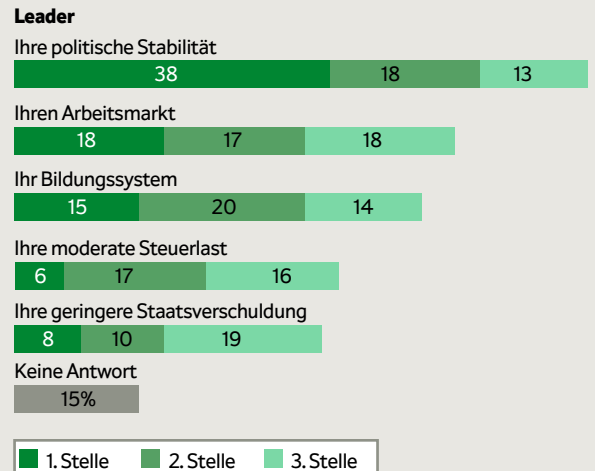 Leader
Ihre politische Stabilität
38 18 13
Ihren Arbeitsmarkt
18 17 18
Ihr Bildungssystem
15 20 14
Ihre moderate Steuerlast
6 17 16
Ihre geringere Staatsverschuldung
8 10 19
Keine Antwort
15%
1. Stelle 2. Stelle 3. Stelle